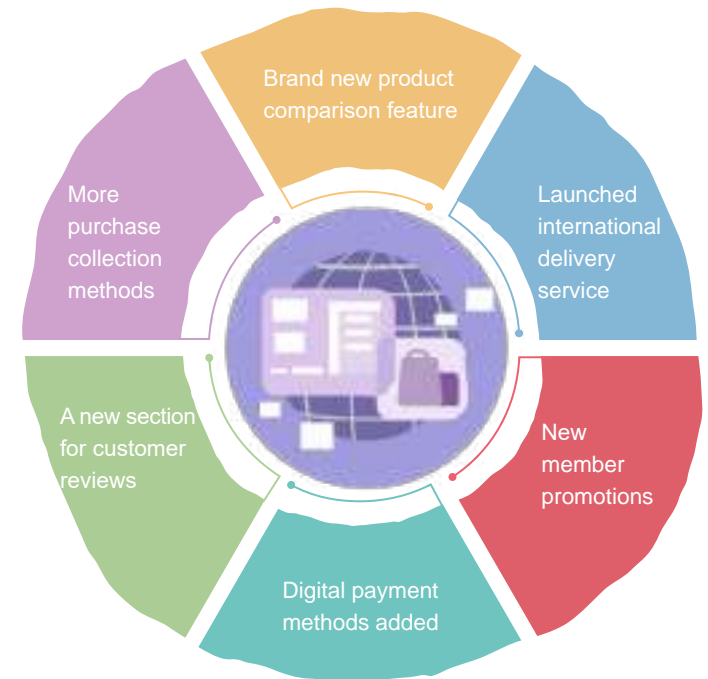 Brand new product
comparison feature
Launched
international
delivery
service
New
member
promotions
Digital payment
methods added
A new section
for customer
reviews
More
purchase
collection
methods